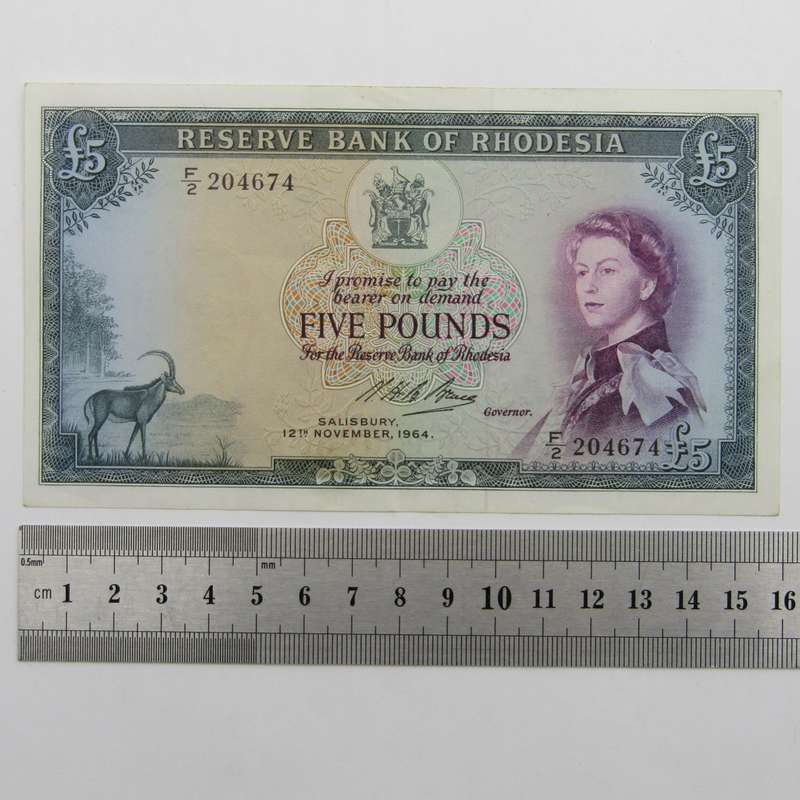 £5 RESERVE BANK OF RHODESIA £5
F/2 204674
I promise to pay the
bearer on demand
FIVE POUNDS
For the Reserve Bank of Rhodesia
Governor.
SALISBURY,
12TH NOVEMBER, 1964.
F/2 204674 £5
0.5mm mm
cm 1 2 3 4 5 6 7 8 9 10 11 12 13 14 15 16